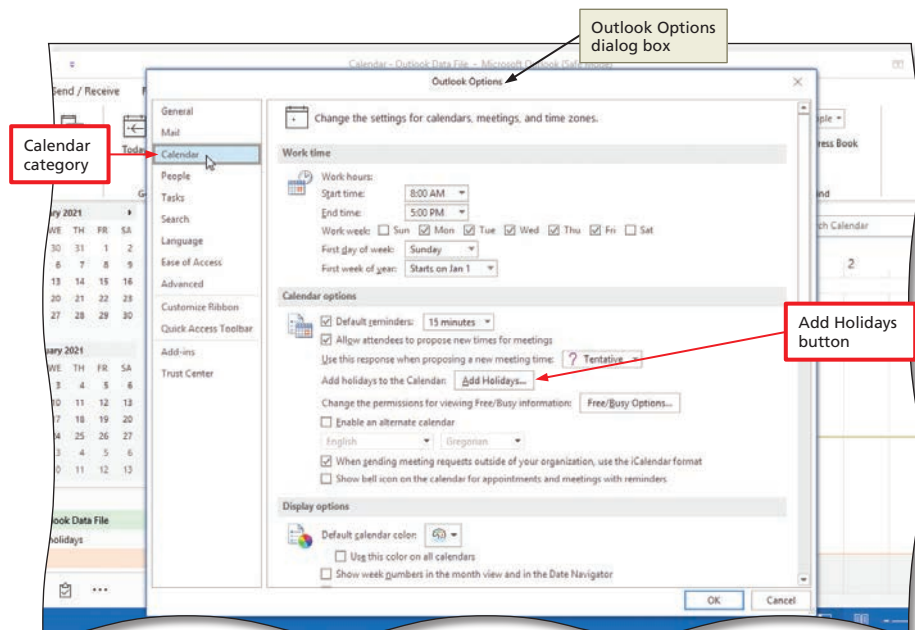 Outlook Options
dialog box
Calendar - Outlook Data File - Microsoft Outlook (Safe Mode)
Outlook Options
Send / Receive
Today
ress Book
Calendar
category
General
Mail
Calendar
People
Tasks
Search
Language
Ease of Access
Advanced
Customize Ribbon
Quick Access Toolbar
Add-ins
Trust Center
Change the settings for calendars, meetings, and time zones.
Work time
Work hours:
Start time: 8:00 AM
End time: 5:00 PM
Work week: Sun Mon Tue Wed Thu Fri Sat
First day of week: Sunday
First week of year: Starts on Jan 1
Calendar options
Default reminders: 15 minutes
Allow attendees to propose new times for meetings
Use this response when proposing a new meeting time: ? Tentative
Add holidays to the Calendar: Add Holidays...
Change the permissions for viewing Free/Busy information: Free/Busy Options...
Enable an alternate calendar
English Gregorian
When sending meeting requests outside of your organization, use the iCalendar format
Show bell icon on the calendar for appointments and meetings with reminders
Display options
Default calendar color:
Use this color on all calendars
Show week numbers in the month view and in the Date Navigator
OK Cancel
Add Holidays
button
ch Calendar
2
ary 2021
WE TH FR SA
30 31 1 2
6 7 8 9
13 14 15 16
20 21 22 23
27 28 29 30
uary 2021
WE TH FR SA
3 4 5 6
10 11 12 13
17 18 19 20
24 25 26 27
3 4 5 6
10 11 12 13
look Data File
holidays